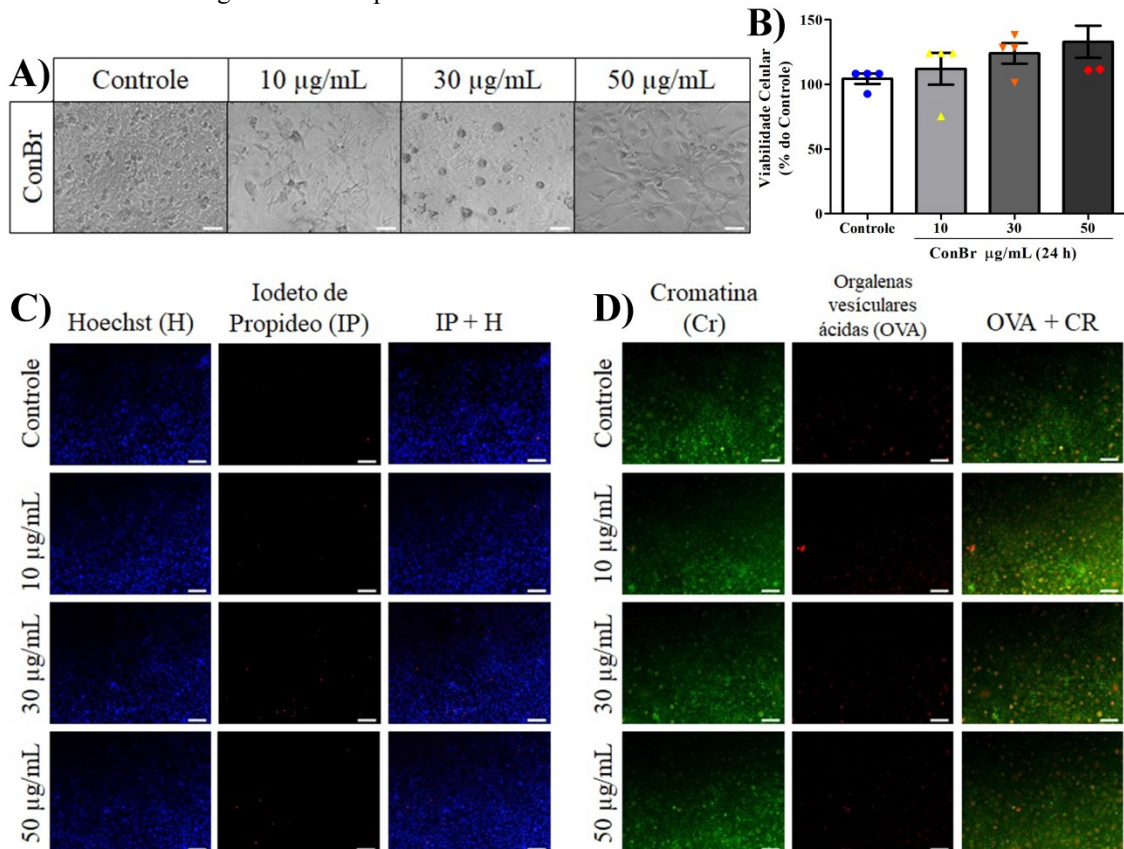 A)
Controle
10 µg/mL
30 µg/mL
50 µg/mL
ConBr
B)
Viabilidade Celular
(% do Controle)
150
100
50
0
Controle
10
30
50
ConBr µg/mL (24 h)
C)
Hoechst (H)
Iodeto de
Propideo (IP)
IP + H
Controle
10 µg/mL
30 µg/mL
50 µg/mL
D)
Cromatina
(Cr)
Orgalenas
vesículares
ácidas (OVA)
OVA + CR
Controle
10 µg/mL
30 µg/mL
50 µg/mL